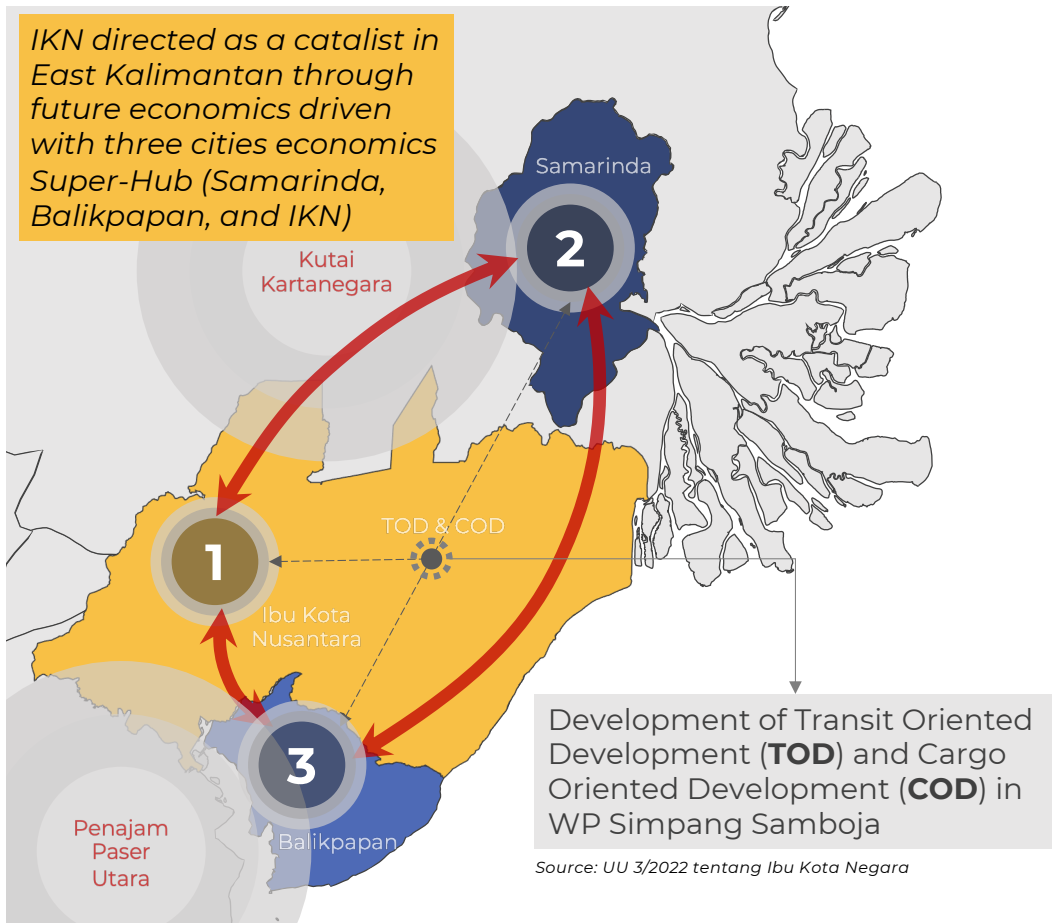 IKN directed as a catalist in
East Kalimantan through
future economics driven
with three cities economics
Super-Hub (Samarinda,
Balikpapan, and IKN)
Samarinda
2
Kutai
Kartanegara
TOD & COD
1
Ibu Kota
Nusantara
3
Balikpapan
Penajam
Paser
Utara
Development of Transit Oriented
Development (TOD) and Cargo
Oriented Development (COD) in
WP Simpang Samboja
Source: UU 3/2022 tentang Ibu Kota Negara